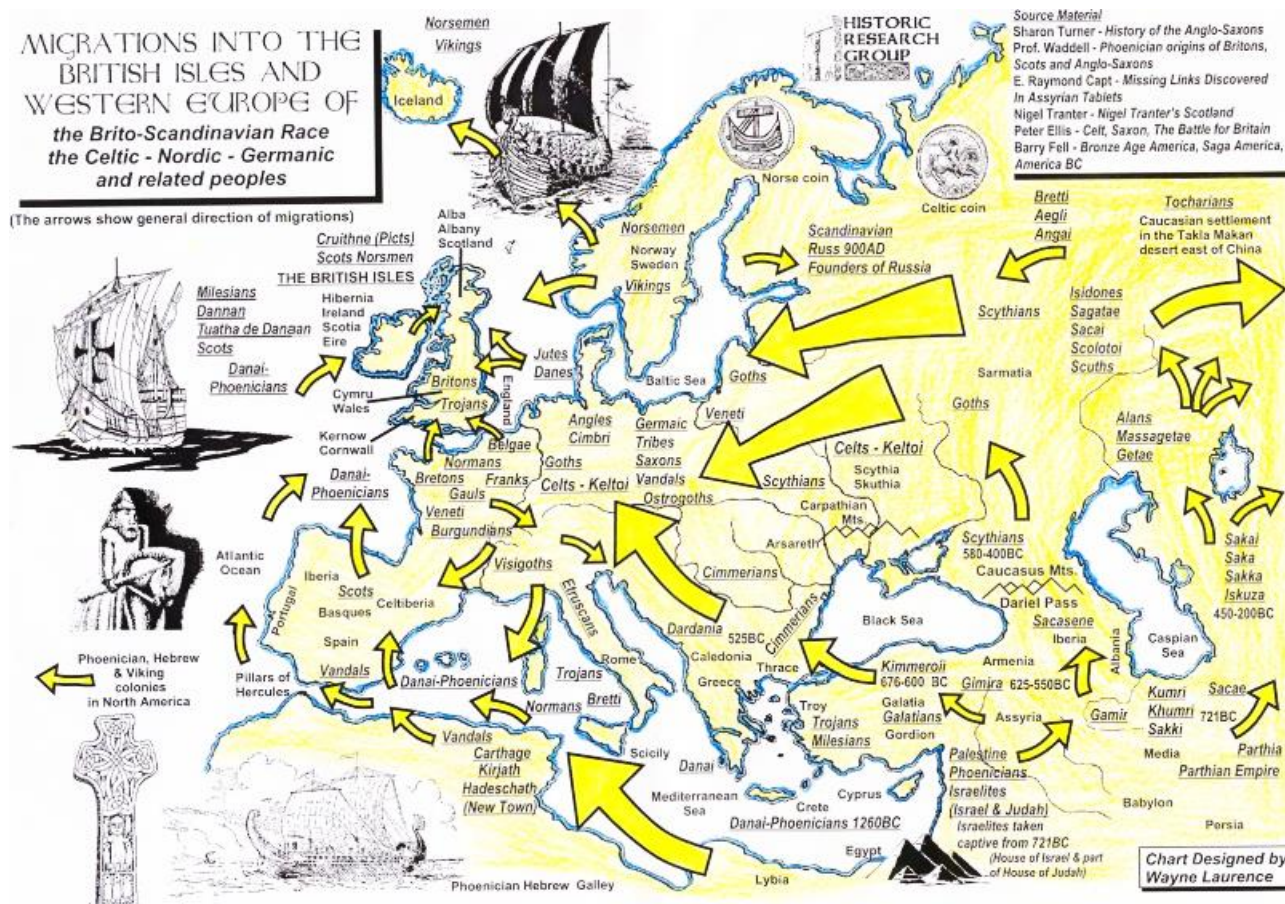 MIGRATIONS INTO THE
BRITISH ISLES AND
WESTERN EUROPE OF
the Brito-Scandinavian Race
the Celtic - Nordic - Germanic
and related peoples
(The arrows show general direction of migrations)
Norsemen
Vikings
Iceland
HISTORIC
RESEARCH
GROUP
Source Material
Sharon Turner - History of the Anglo-Saxons
Prof. Waddell - Phoenician origins of Britons,
Scots and Anglo-Saxons
E. Raymond Capt - Missing Links Discovered
In Assyrian Tablets
Nigel Tranter - Nigel Tranter's Scotland
Peter Ellis - Celt, Saxon, The Battle for Britain
Barry Fell - Bronze Age America, Saga America,
America BC
Norse coin
Celtic coin
Bretti
Aegli
Angai
Tocharians
Caucasian settlement
in the Takla Makan
desert east of China
Alba
Albany
Scotland
Cruithne (Picts)
Scots Norsmen
THE BRITISH ISLES
Hibernia
Ireland
Scotia
Eire
Milesians
Dannan
Tuatha de Danaan
Scots
Danai-
Phoenicians
Norsemen
Norway
Sweden
Vikings
Scandinavian
Russ 900AD
Founders of Russia
Scythians
Isidones
Sagatae
Sacai
Scolotoi
Scuths
Jutes
Danes
Baltic Sea
Goths
Sarmatia
Goths
Britons
Trojans
England
Cymru
Wales
Kernow
Cornwall
Angles
Cimbri
Germaic
Tribes
Saxons
Vandals
Ostrogoths
Veneti
Celts - Keltoi
Scythia
Skuthia
Alans
Massagetae
Getae
Belgae
Normans
Bretons
Franks
Gauls
Veneti
Burgundians
Goths
Celts - Keltoi
Scythians
Carpathian
Mts.
Arsareth
Danai-
Phoenicians
Scythians
580-400BC
Caucasus Mts.
Dariel Pass
Sacasene
Iberia
Albania
Sakai
Saka
Sakka
Iskuza
450-200BC
Atlantic
Ocean
Iberia
Scots
Basques
Celtiberia
Portugal
Spain
Vandals
Visigoths
Etruscans
Cimmerians
Cimmerians
Black Sea
Caspian
Sea
Dardania
525BC
Caledonia
Thrace
Greece
Rome
Trojans
Bretti
Phoenician, Hebrew
& Viking
colonies
in North America
Pillars of
Hercules
Danai-Phoenicians
Normans
Kimmeroii
676-600 BC
Armenia
Gimira
625-550BC
Galatia
Galatians
Gordion
Assyria
Gamir
Kumri
Khumri
Sakki
721BC
Sacae
Media
Parthia
Parthian Empire
Troy
Trojans
Milesians
Vandals
Carthage
Kirjath
Hadeschath
(New Town)
Scicily
Danai
Mediterranean
Sea
Crete
Cyprus
Danai-Phoenicians 1260BC
Palestine
Phoenicians
Israelites
(Israel & Judah)
Israelites taken
captive from 721BC
(House of Israel & part
of House of Judah)
Babylon
Persia
Egypt
Lybia
Phoenician Hebrew Galley
Chart Designed by
Wayne Laurence